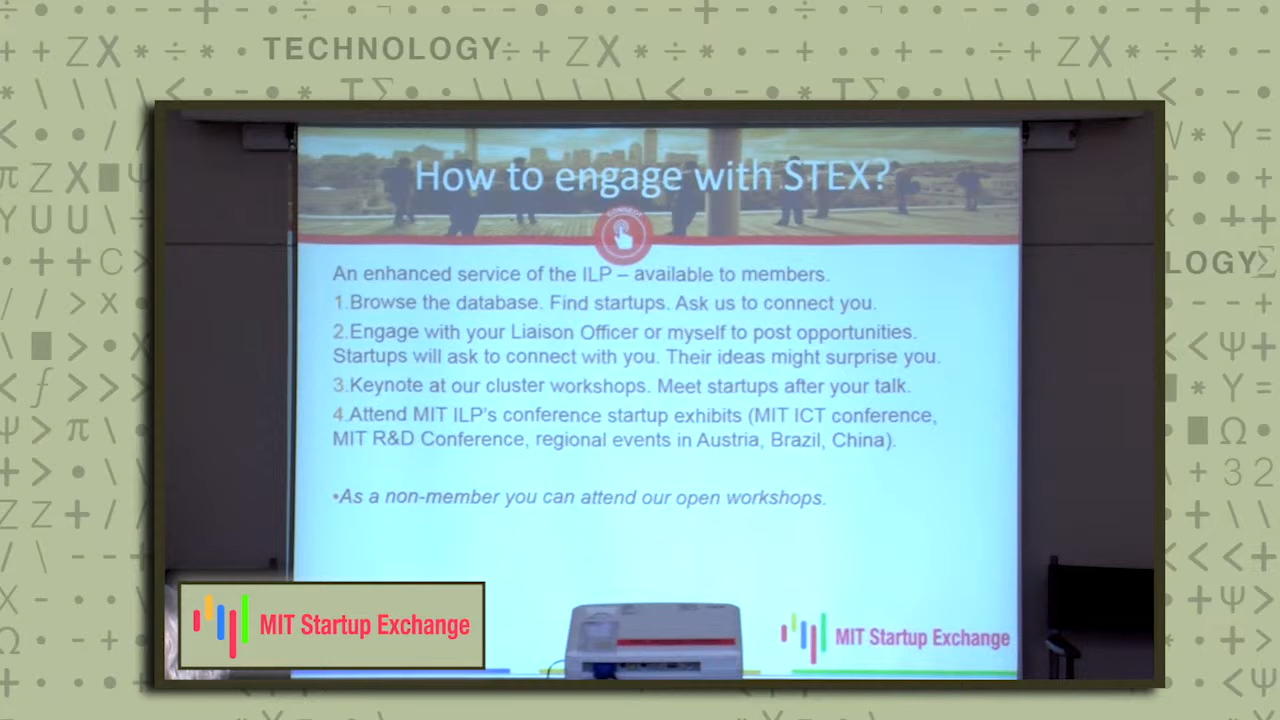 TECHNOLOGY
How to engage with STEX?
CONNECT
An enhanced service of the ILP – available to members.
1.Browse the database. Find startups. Ask us to connect you.
2.Engage with your Liaison Officer or myself to post opportunities.
Startups will ask to connect with you. Their ideas might surprise you.
3.Keynote at our cluster workshops. Meet startups after your talk.
4.Attend MIT ILP's conference startup exhibits (MIT ICT conference,
MIT R&D Conference, regional events in Austria, Brazil, China).
•As a non-member you can attend our open workshops.
MIT Startup Exchange
MIT Startup Exchange
LOGY